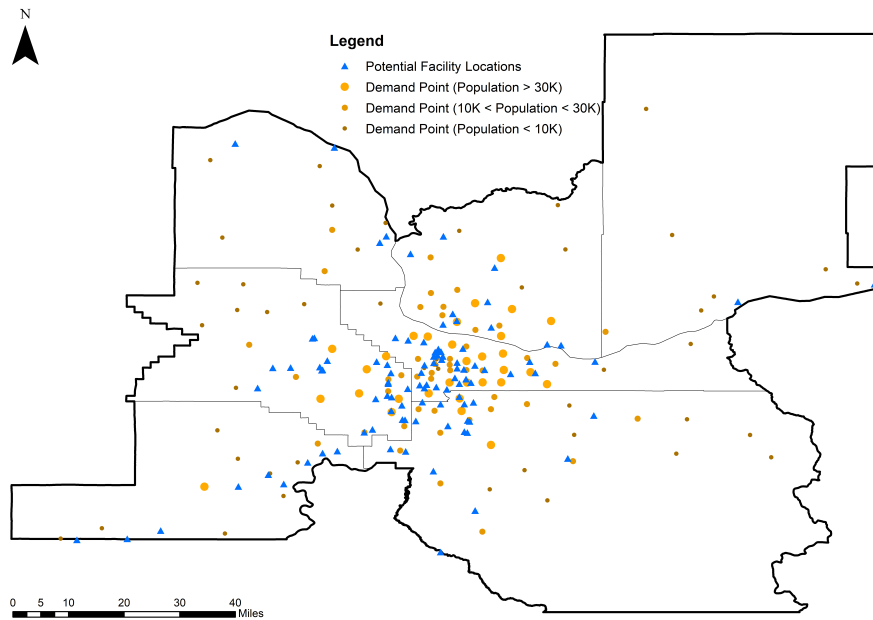 N
Legend
Potential Facility Locations
Demand Point (Population > 30K)
Demand Point (10K < Population < 30K)
Demand Point (Population < 10K)
0 5 10 20 30 40
Miles